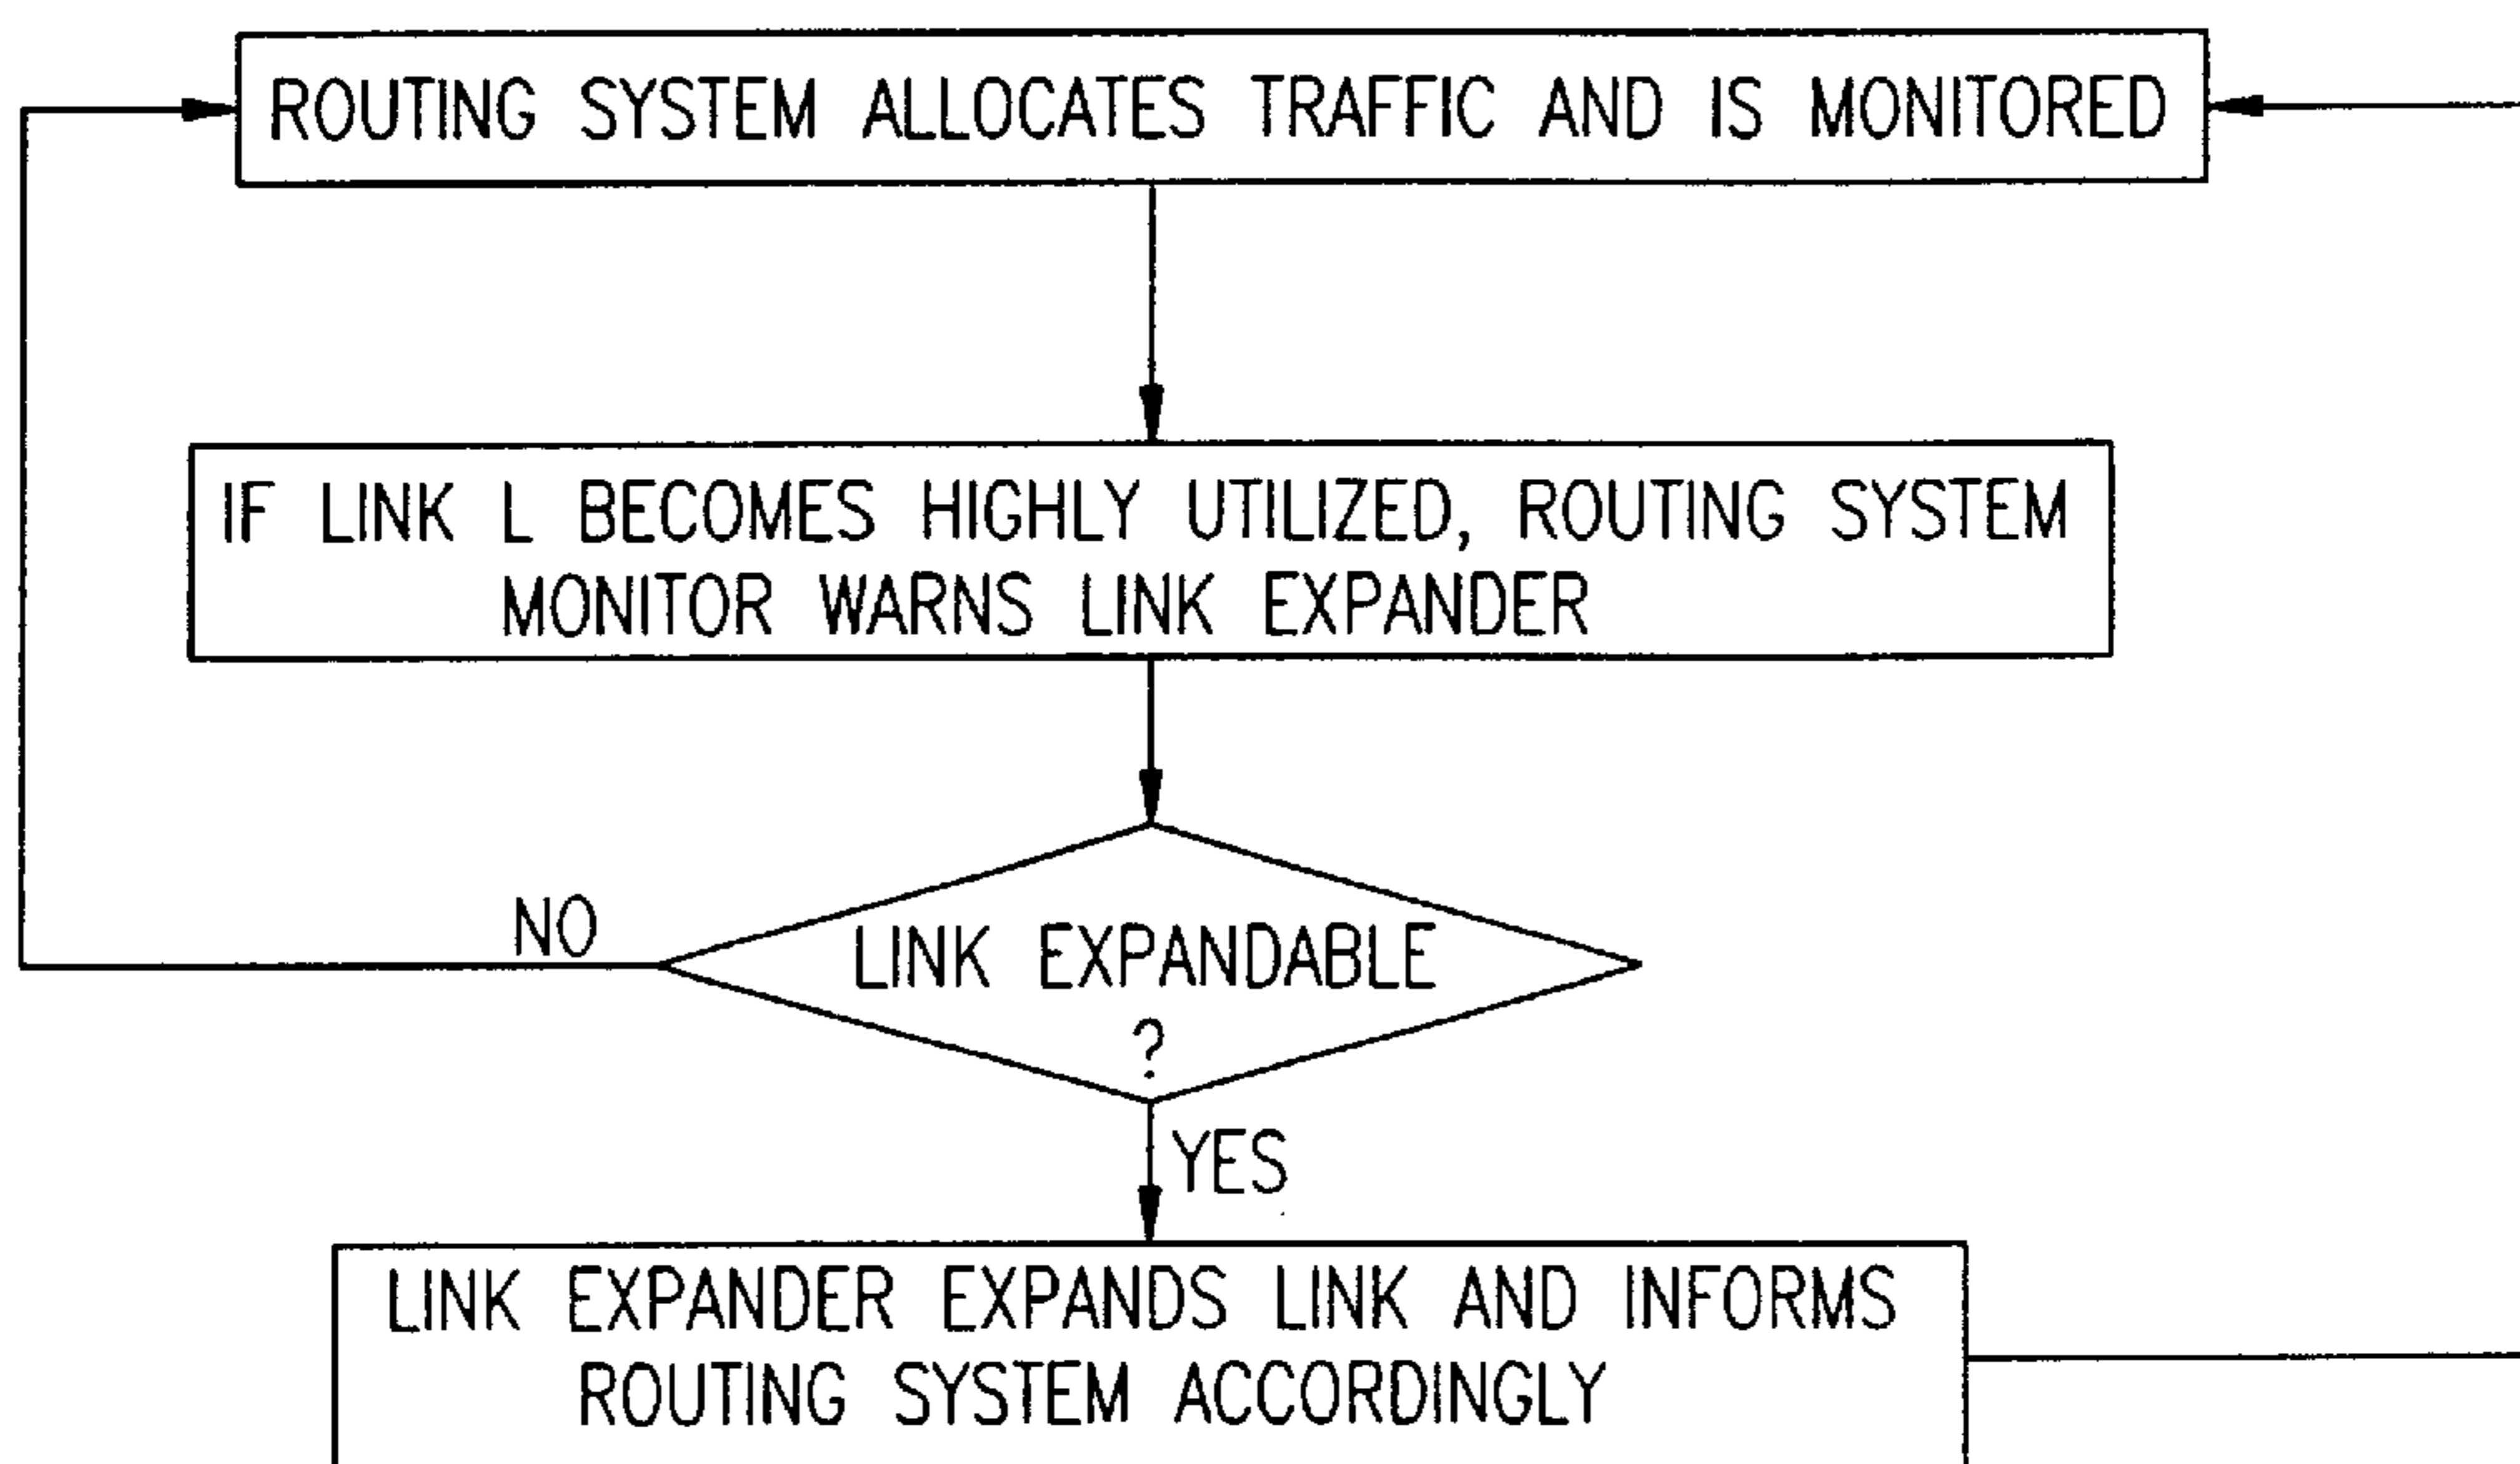 ROUTING SYSTEM ALLOCATES TRAFFIC AND IS MONITORED
IF LINK L BECOMES HIGHLY UTILIZED, ROUTING SYSTEM
MONITOR WARNS LINK EXPANDER
NO
LINK EXPANDABLE
?
YES
LINK EXPANDER EXPANDS LINK AND INFORMS
ROUTING SYSTEM ACCORDINGLY